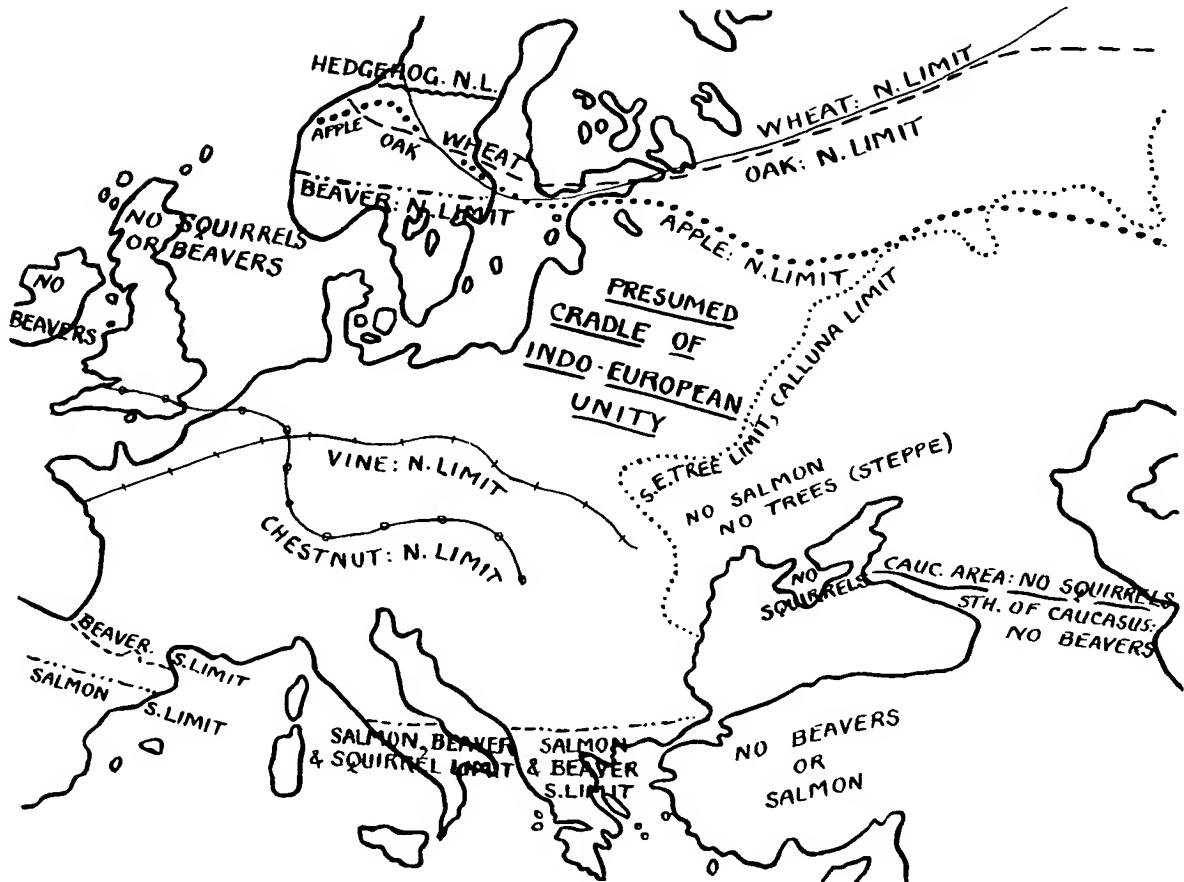 HEDGEHOG. N.L.
APPLE
OAK
WHEAT
WHEAT: N. LIMIT
OAK: N. LIMIT
BEAVER: N. LIMIT
NO SQUIRRELS
OR BEAVERS
NO
BEAVERS
APPLE: N. LIMIT
PRESUMED
CRADLE OF
INDO-EUROPEAN
UNITY
S.E. TREE LIMIT, CALLUNA LIMIT
VINE: N. LIMIT
CHESTNUT: N. LIMIT
NO SALMON
NO TREES (STEPPE)
NO
SQUIRRELS
CAUC. AREA: NO SQUIRRELS
STH. OF CAUCASUS:
NO BEAVERS
BEAVER. S. LIMIT
SALMON S. LIMIT
SALMON, BEAVER
& SQUIRREL LIMIT
SALMON
& BEAVER
S. LIMIT
NO BEAVERS
OR
SALMON